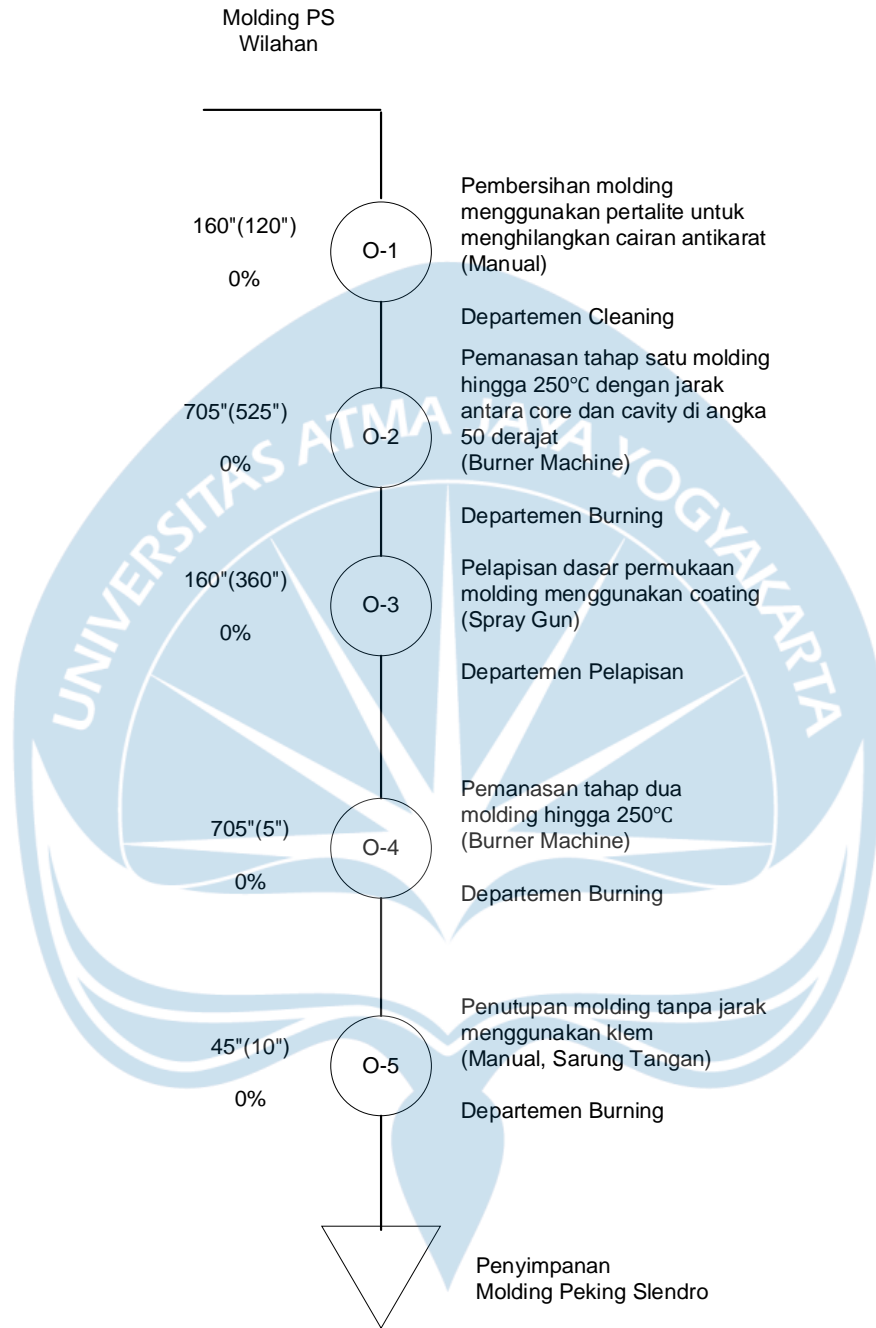 Molding PS
Wilahan
160"(120")
0%
O-1
Pembersihan molding
menggunakan pertalite untuk
menghilangkan cairan antikarat
(Manual)
Departemen Cleaning
705"(525")
0%
O-2
Pemanasan tahap satu molding
hingga 250℃ dengan jarak
antara core dan cavity di angka
50 derajat
(Burner Machine)
Departemen Burning
160"(360")
0%
O-3
Pelapisan dasar permukaan
molding menggunakan coating
(Spray Gun)
Departemen Pelapisan
705"(5")
0%
O-4
Pemanasan tahap dua
molding hingga 250℃
(Burner Machine)
Departemen Burning
45"(10")
0%
O-5
Penutupan molding tanpa jarak
menggunakan klem
(Manual, Sarung Tangan)
Departemen Burning
Penyimpanan
Molding Peking Slendro
UNIVERSITAS ATMA JAYA YOGYAKARTA